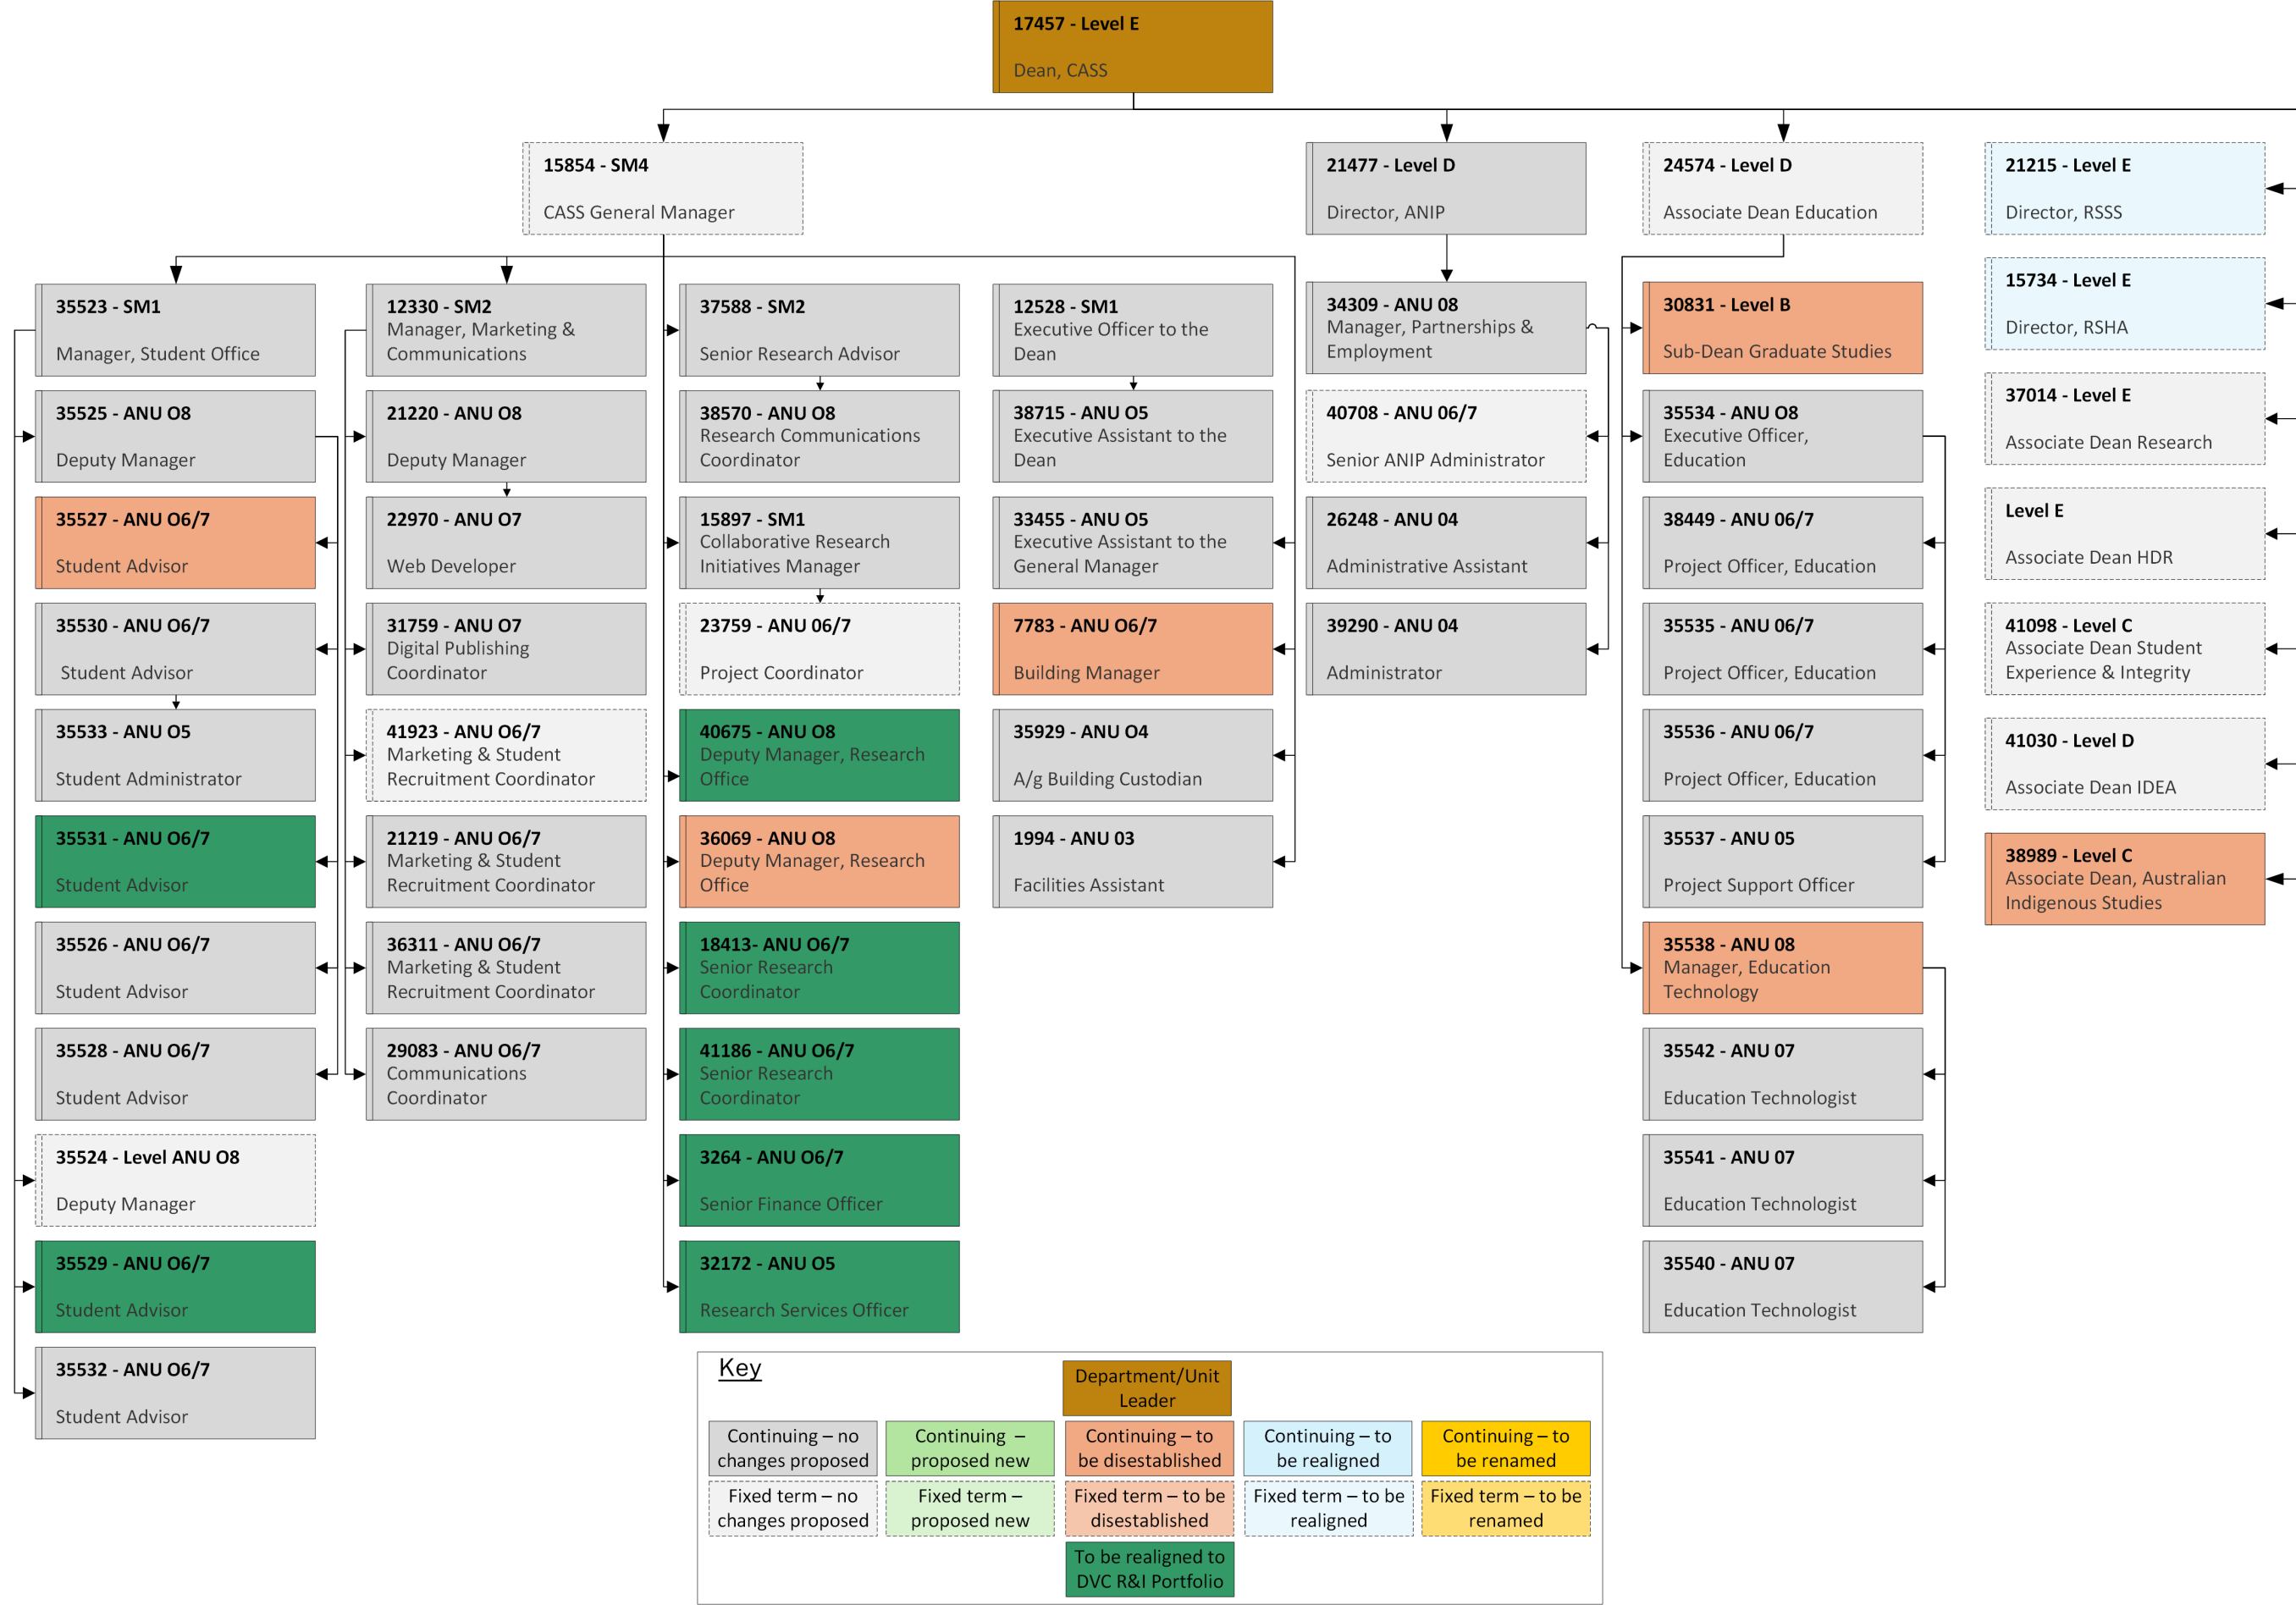 17457 - Level E
Dean, CASS
15854 - SM4
CASS General Manager
21477 - Level D
Director, ANIP
24574 - Level D
Associate Dean Education
21215 - Level E
Director, RSSS
15734 - Level E
Director, RSHA
37014 - Level E
Associate Dean Research
Level E
Associate Dean HDR
41098 - Level C
Associate Dean Student
Experience & Integrity
41030 - Level D
Associate Dean IDEA
38989 - Level C
Associate Dean, Australian
Indigenous Studies
35523 - SM1
Manager, Student Office
35525 - ANU O8
Deputy Manager
35527 - ANU O6/7
Student Advisor
35530 - ANU O6/7
Student Advisor
35533 - ANU O5
Student Administrator
35531 - ANU O6/7
Student Advisor
35526 - ANU O6/7
Student Advisor
35528 - ANU O6/7
Student Advisor
35524 - Level ANU O8
Deputy Manager
35529 - ANU O6/7
Student Advisor
35532 - ANU O6/7
Student Advisor
12330 - SM2
Manager, Marketing &
Communications
21220 - ANU O8
Deputy Manager
22970 - ANU O7
Web Developer
31759 - ANU O7
Digital Publishing
Coordinator
41923 - ANU O6/7
Marketing & Student
Recruitment Coordinator
21219 - ANU O6/7
Marketing & Student
Recruitment Coordinator
36311 - ANU O6/7
Marketing & Student
Recruitment Coordinator
29083 - ANU O6/7
Communications
Coordinator
37588 - SM2
Senior Research Advisor
38570 - ANU O8
Research Communications
Coordinator
15897 - SM1
Collaborative Research
Initiatives Manager
23759 - ANU 06/7
Project Coordinator
40675 - ANU O8
Deputy Manager, Research
Office
36069 - ANU O8
Deputy Manager, Research
Office
18413- ANU O6/7
Senior Research
Coordinator
41186 - ANU O6/7
Senior Research
Coordinator
3264 - ANU O6/7
Senior Finance Officer
32172 - ANU O5
Research Services Officer
12528 - SM1
Executive Officer to the
Dean
38715 - ANU O5
Executive Assistant to the
Dean
33455 - ANU O5
Executive Assistant to the
General Manager
7783 - ANU O6/7
Building Manager
35929 - ANU O4
A/g Building Custodian
1994 - ANU 03
Facilities Assistant
34309 - ANU 08
Manager, Partnerships &
Employment
40708 - ANU 06/7
Senior ANIP Administrator
26248 - ANU 04
Administrative Assistant
39290 - ANU 04
Administrator
30831 - Level B
Sub-Dean Graduate Studies
35534 - ANU O8
Executive Officer,
Education
38449 - ANU 06/7
Project Officer, Education
35535 - ANU 06/7
Project Officer, Education
35536 - ANU 06/7
Project Officer, Education
35537 - ANU 05
Project Support Officer
35538 - ANU 08
Manager, Education
Technology
35542 - ANU 07
Education Technologist
35541 - ANU 07
Education Technologist
35540 - ANU 07
Education Technologist
Key
Department/Unit
Leader
Continuing – no
changes proposed
Continuing –
proposed new
Continuing – to
be disestablished
Continuing – to
be realigned
Continuing – to
be renamed
Fixed term – no
changes proposed
Fixed term –
proposed new
Fixed term – to be
disestablished
Fixed term – to be
realigned
Fixed term – to be
renamed
To be realigned to
DVC R&I Portfolio